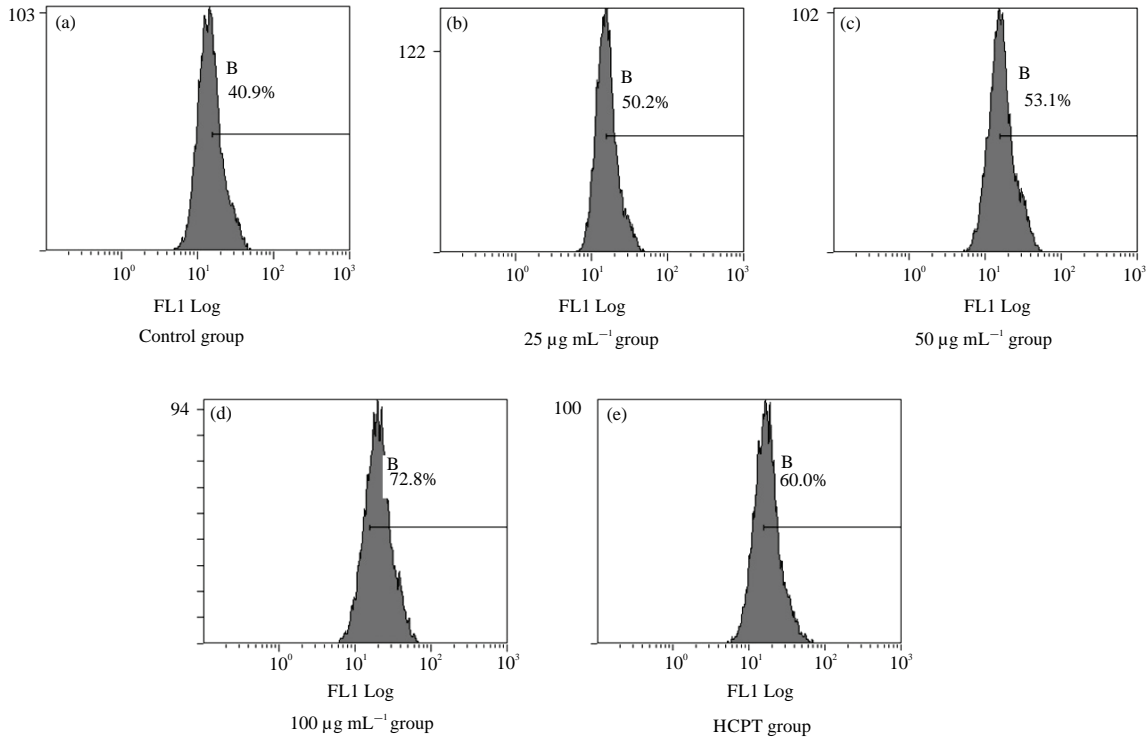 103
(a)
B
40.9%
10⁰ 10¹ 10² 10³
FL1 Log
Control group
122
(b)
B
50.2%
10⁰ 10¹ 10² 10³
FL1 Log
25 µg mL⁻¹ group
102
(c)
B
53.1%
10⁰ 10¹ 10² 10³
FL1 Log
50 µg mL⁻¹ group
94
(d)
B
72.8%
10⁰ 10¹ 10² 10³
FL1 Log
100 µg mL⁻¹ group
100
(e)
B
60.0%
10⁰ 10¹ 10² 10³
FL1 Log
HCPT group